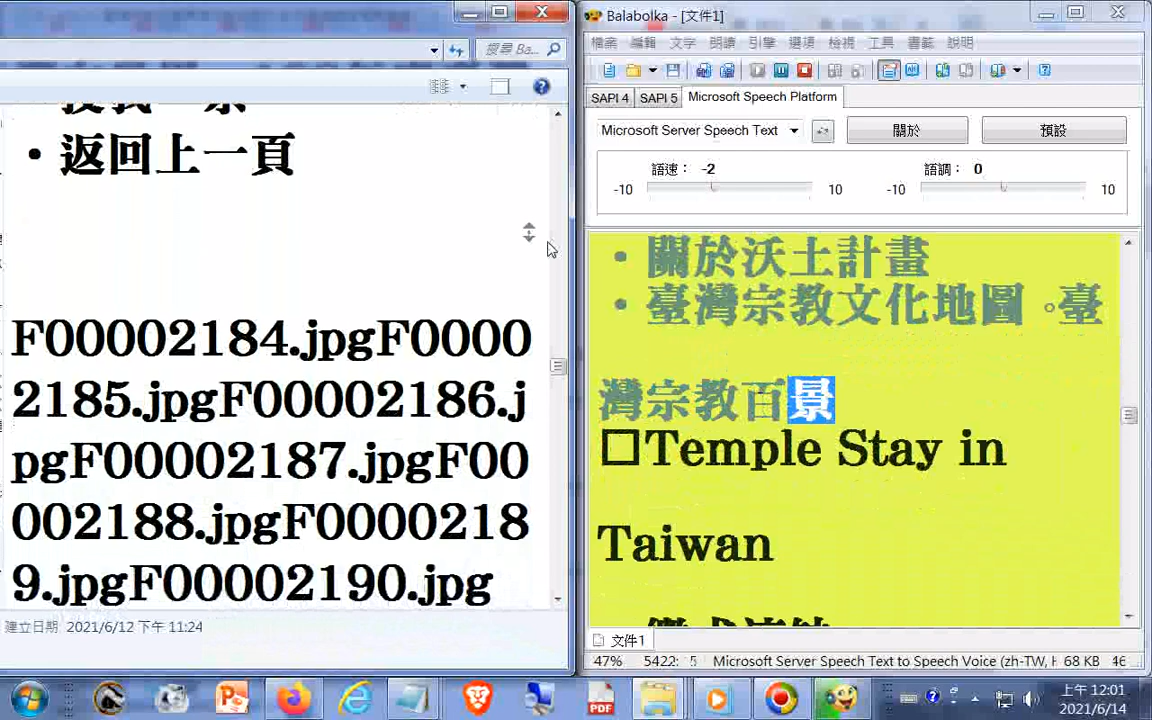 搜尋 Ba...
• 返回上一頁
F00002184.jpgF0000
2185.jpgF00002186.j
pgF00002187.jpgF00
002188.jpgF0000218
9.jpgF00002190.jpg
建立日期 2021/6/12 下午 11:24
Balabolka - [文件1]
檔案 編輯 文字 朗讀 引擎 選項 檢視 工具 書籤 說明
SAPI 4 SAPI 5 Microsoft Speech Platform
Microsoft Server Speech Text 關於 預設
語速： -2 語調： 0
-10 10 -10 10
• 關於沃土計畫
• 臺灣宗教文化地圖。臺
灣宗教百景
□Temple Stay in
Taiwan
文件1
47% 5422: 5 Microsoft Server Speech Text to Speech Voice (zh-TW, H 68 KB 46
上午 12:01
2021/6/14